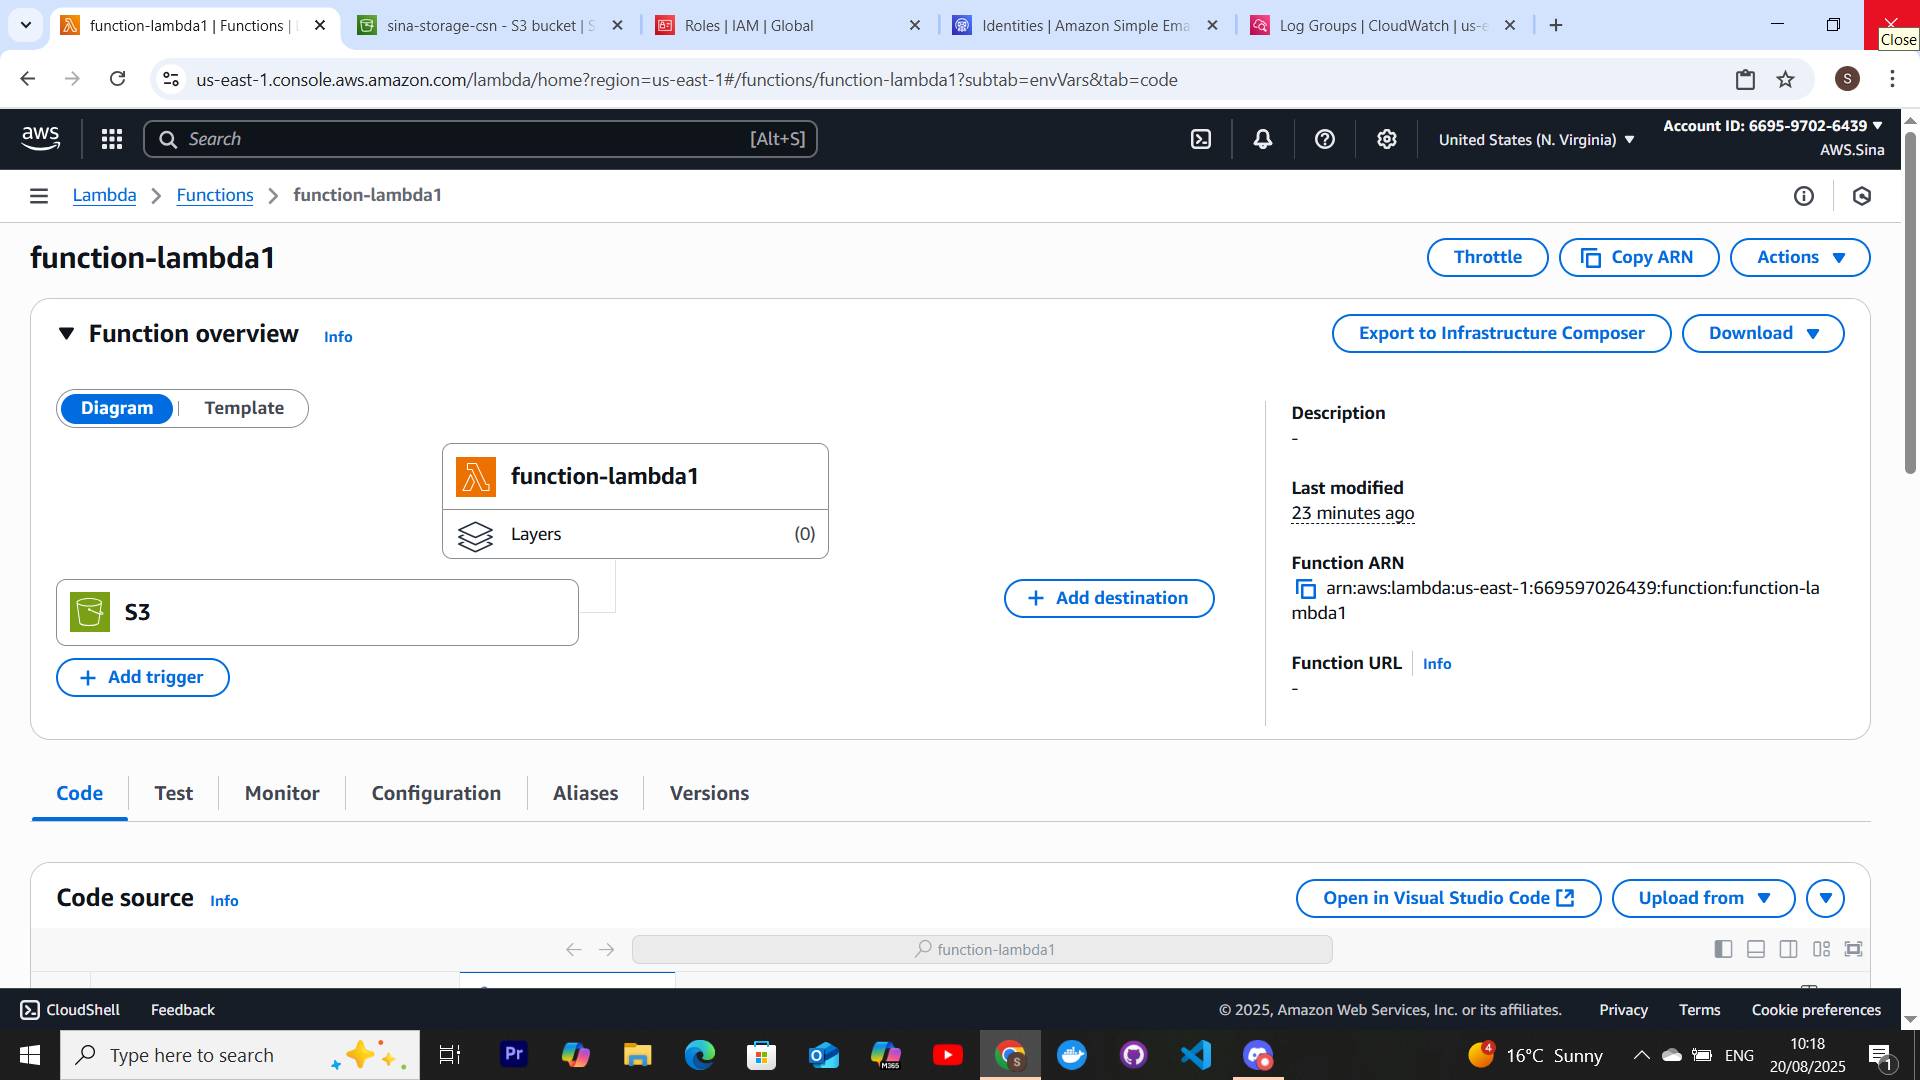 function-lambda1 | Functions | L
sina-storage-csn - S3 bucket | S
Roles | IAM | Global
Identities | Amazon Simple Ema
Log Groups | CloudWatch | us-e
Close
us-east-1.console.aws.amazon.com/lambda/home?region=us-east-1#/functions/function-lambda1?subtab=envVars&tab=code
S
aws
Search
[Alt+S]
United States (N. Virginia)
Account ID: 6695-9702-6439
AWS.Sina
Lambda
Functions
function-lambda1
function-lambda1
Throttle
Copy ARN
Actions
Function overview
Info
Export to Infrastructure Composer
Download
Diagram
Template
function-lambda1
Layers
(0)
S3
Add trigger
Add destination
Description
-
Last modified
23 minutes ago
Function ARN
arn:aws:lambda:us-east-1:669597026439:function:function-la
mbda1
Function URL
Info
-
Code
Test
Monitor
Configuration
Aliases
Versions
Code source
Info
Open in Visual Studio Code
Upload from
function-lambda1
CloudShell
Feedback
© 2025, Amazon Web Services, Inc. or its affiliates.
Privacy
Terms
Cookie preferences
Type here to search
Pr
M365
S
4
16°C Sunny
ENG
10:18
20/08/2025
1